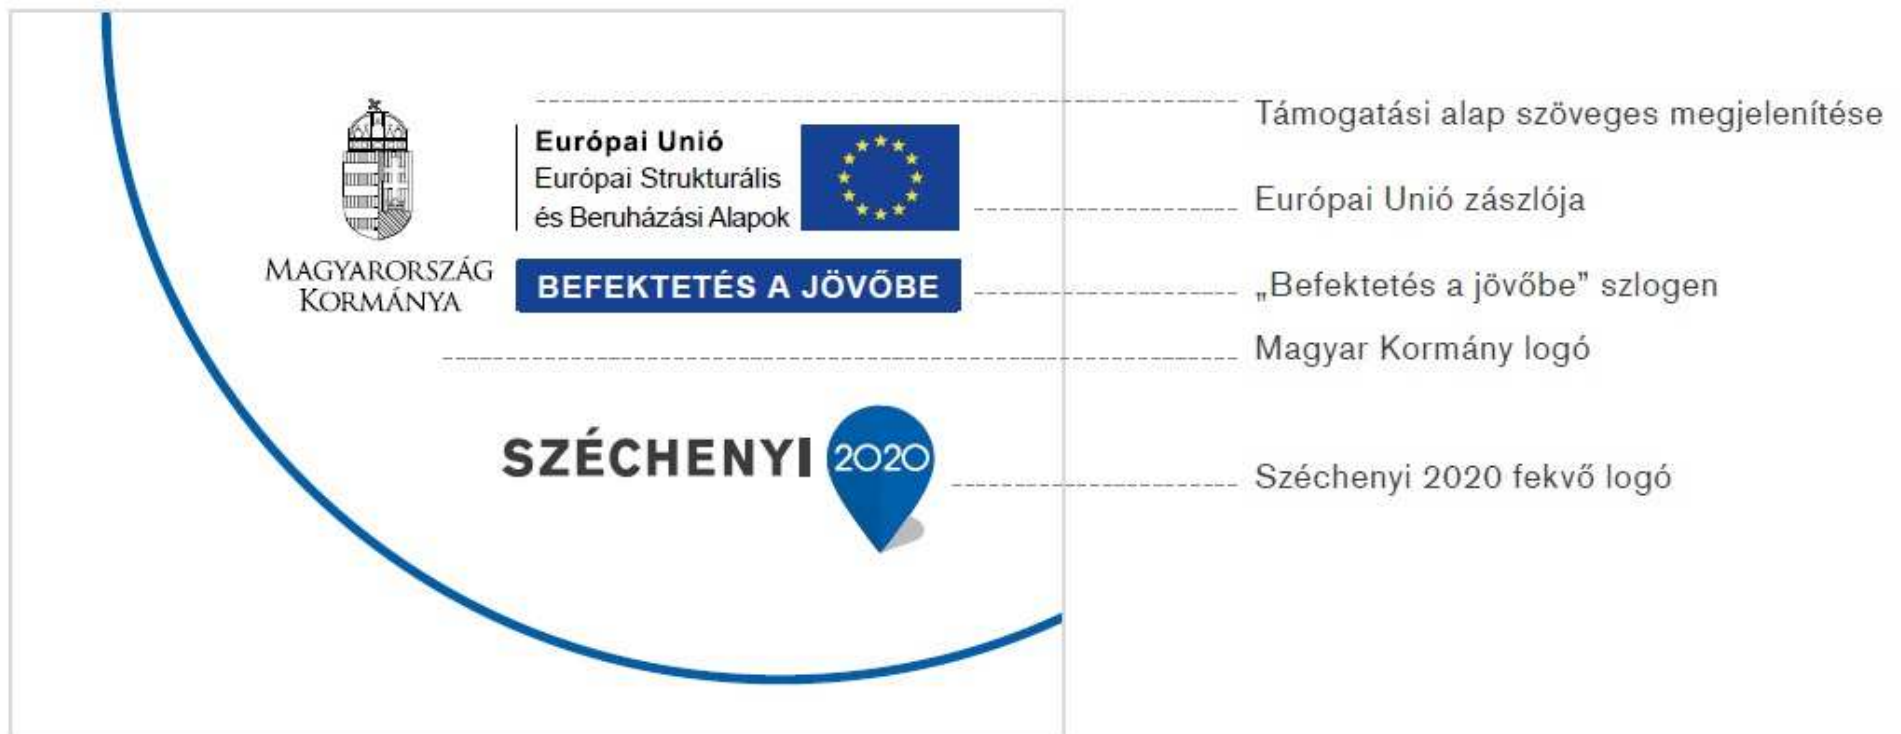 Európai Unió
Európai Strukturális
és Beruházási Alapok
MAGYARORSZÁG
KORMÁNYA
BEFEKTETÉS A JÖVŐBE
SZÉCHENYI 2020
Támogatási alap szöveges megjelenítése
Európai Unió zászlója
„Befektetés a jövőbe” szlogen
Magyar Kormány logó
Széchenyi 2020 fekvő logó